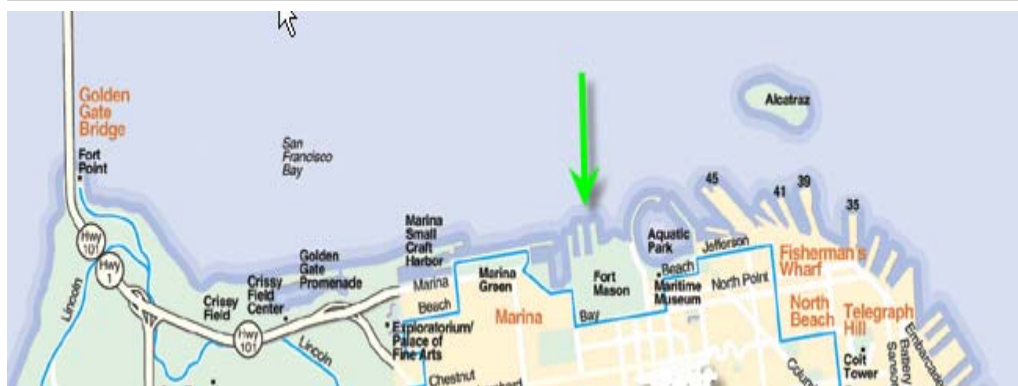 Golden
Gate
Bridge
Fort
Point
San
Francisco
Bay
Alcatraz
45
41
39
35
Hwy
101
Hwy
1
Lincoln
Crissy
Field
Crissy
Field
Center
Golden
Gate
Promenade
Marina
Small
Craft
Harbor
Marina
Beach
Marina
Green
Marina
Fort
Mason
Bay
Aquatic
Park
Beach
Maritime
Museum
Jefferson
North Point
Fisherman's
Wharf
North
Beach
Telegraph
Hill
Coit
Tower
Hwy
101
Lincoln
Exploratorium/
Palace of
Fine Arts
Chestnut
Battery